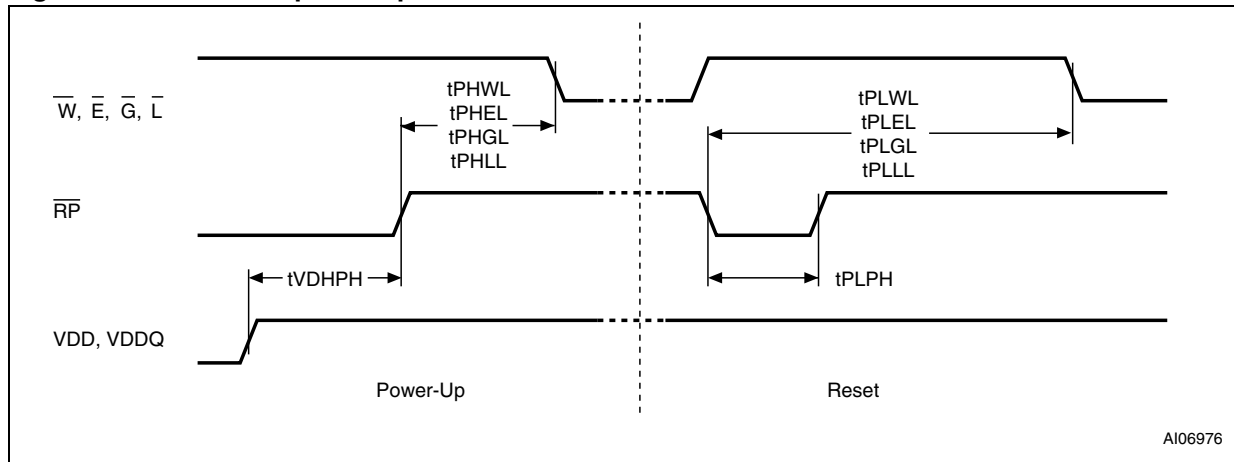 W, E, G, L
tPHWL
tPHEL
tPHGL
tPHLL
tPLWL
tPLEL
tPLGL
tPLLL
RP
tVDHPH
tPLPH
VDD, VDDQ
Power-Up
Reset
AI06976